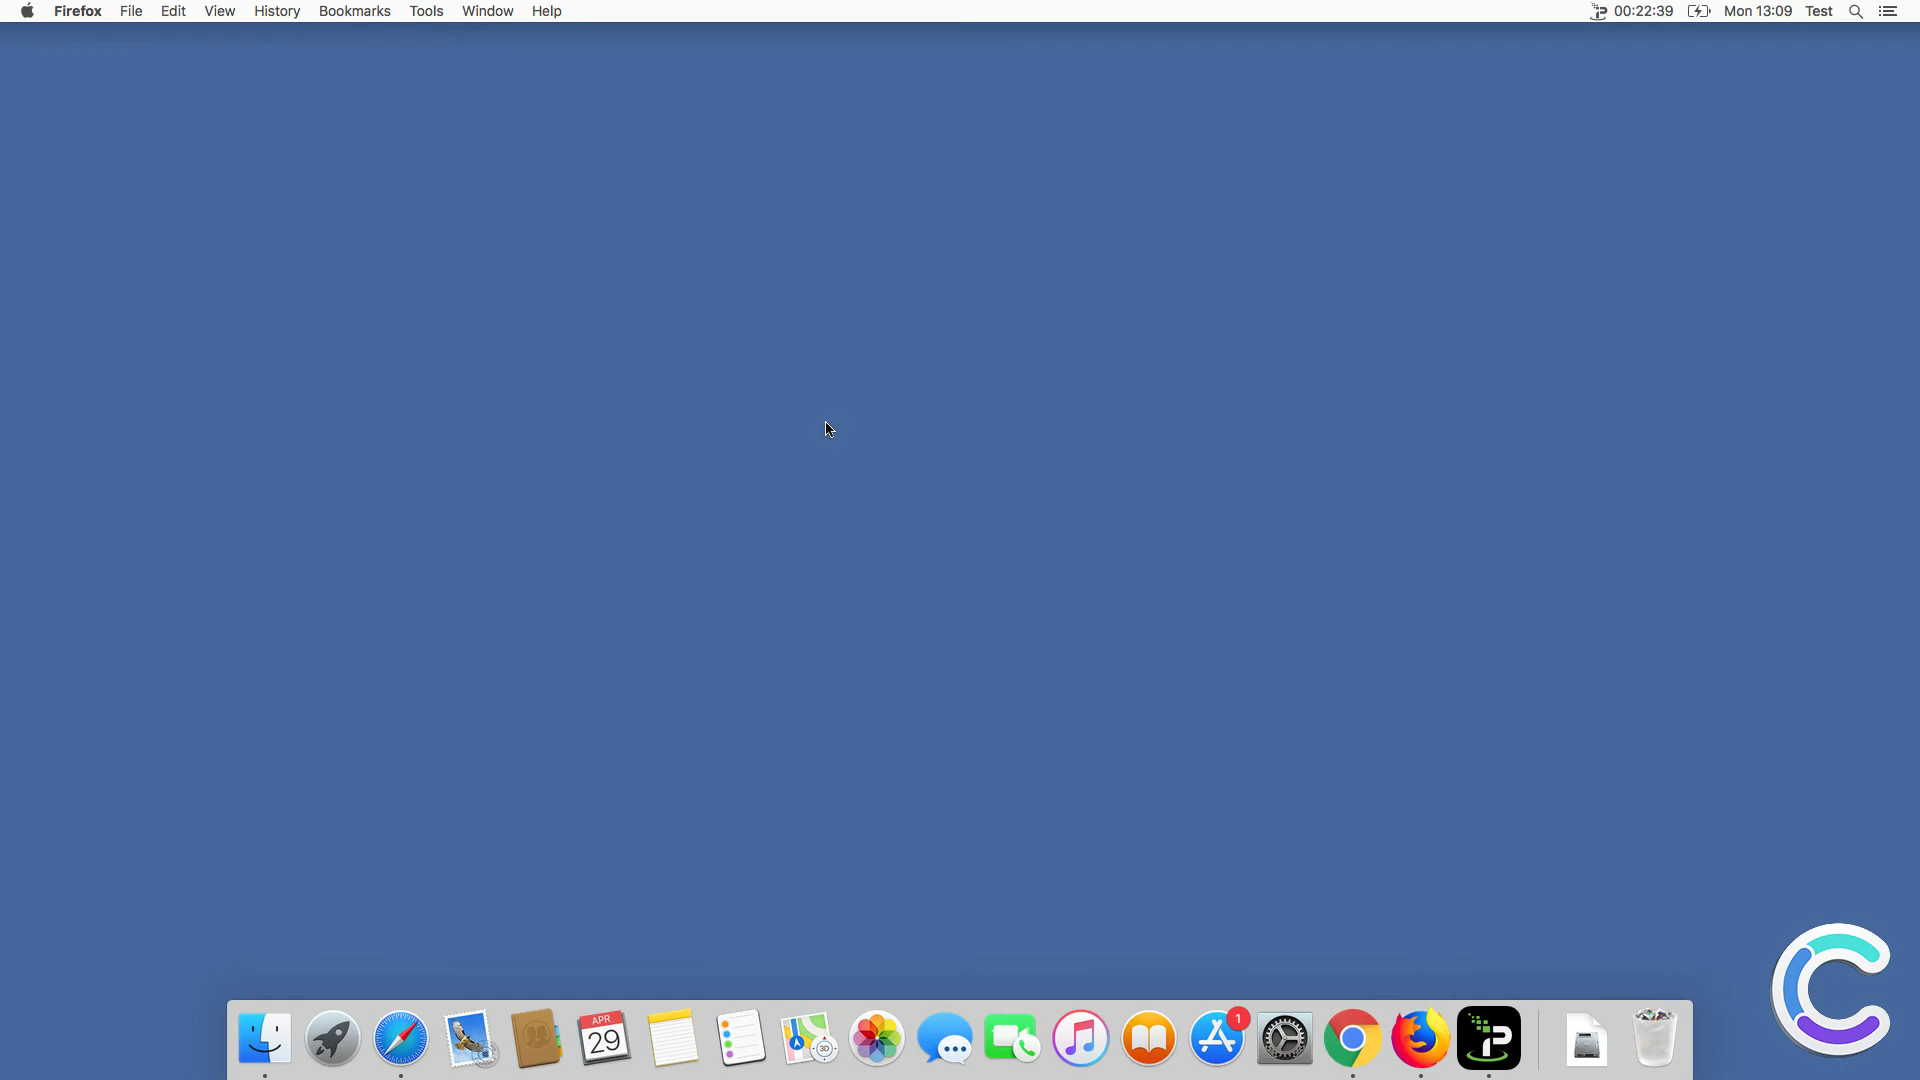 Firefox File Edit View History Bookmarks Tools Window Help 00:22:39 Mon 13:09 Test
APR
29
3D
1